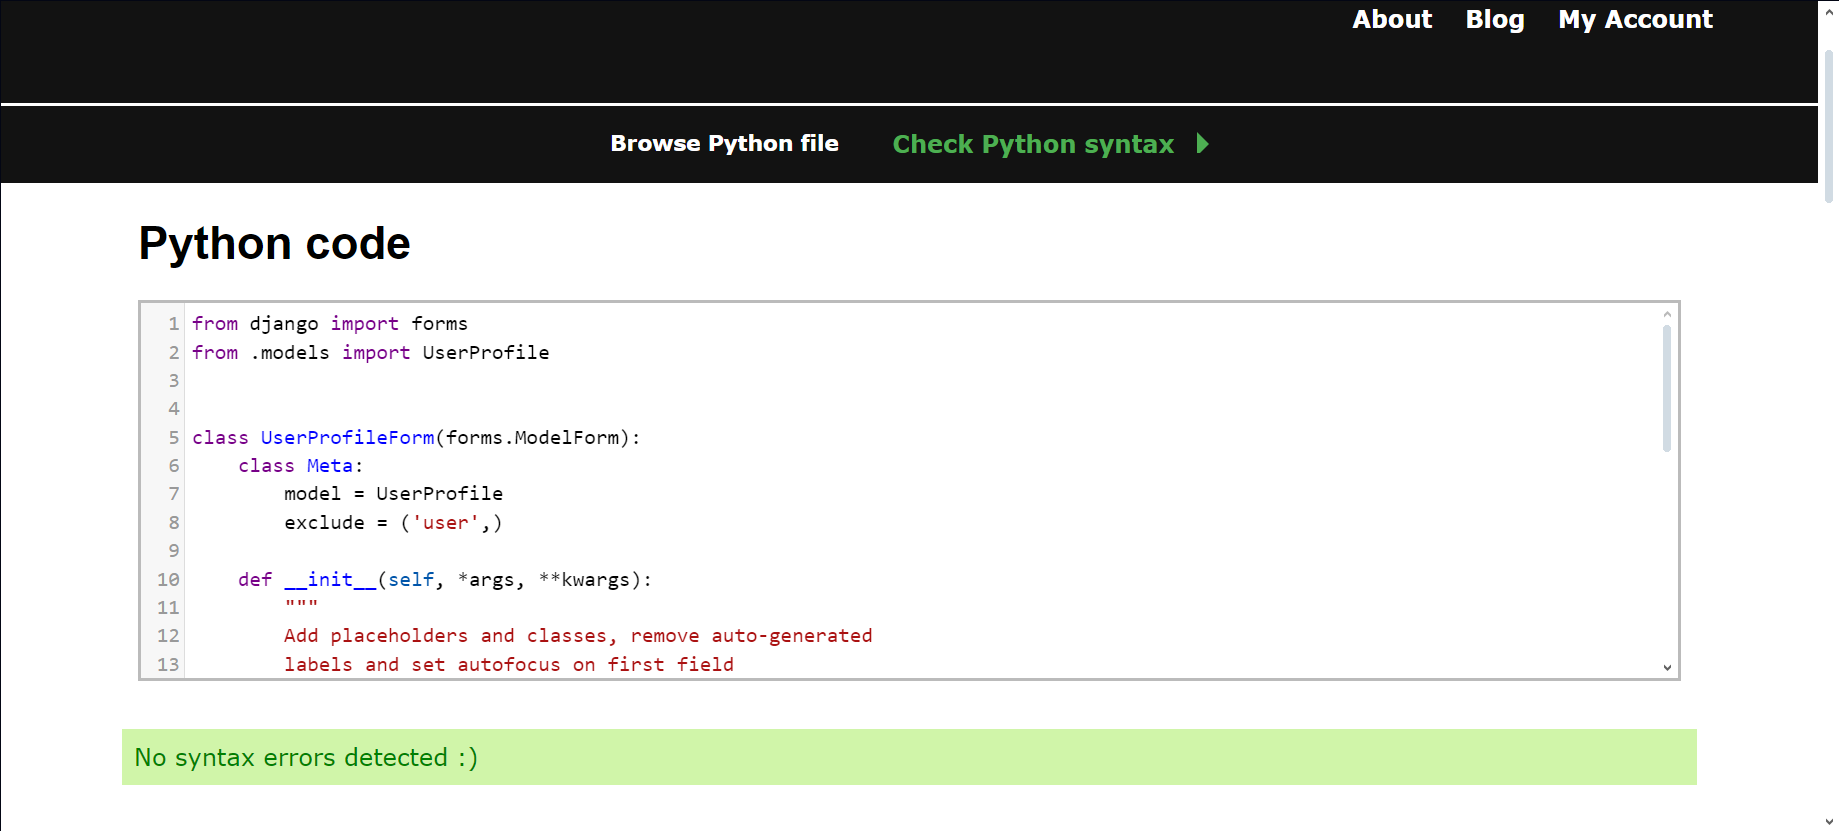 About Blog My Account
Browse Python file Check Python syntax
Python code
1 from django import forms
2 from .models import UserProfile
3
4
5 class UserProfileForm(forms.ModelForm):
6     class Meta:
7         model = UserProfile
8         exclude = ('user',)
9
10     def __init__(self, *args, **kwargs):
11         """
12         Add placeholders and classes, remove auto-generated
13         labels and set autofocus on first field
No syntax errors detected :)